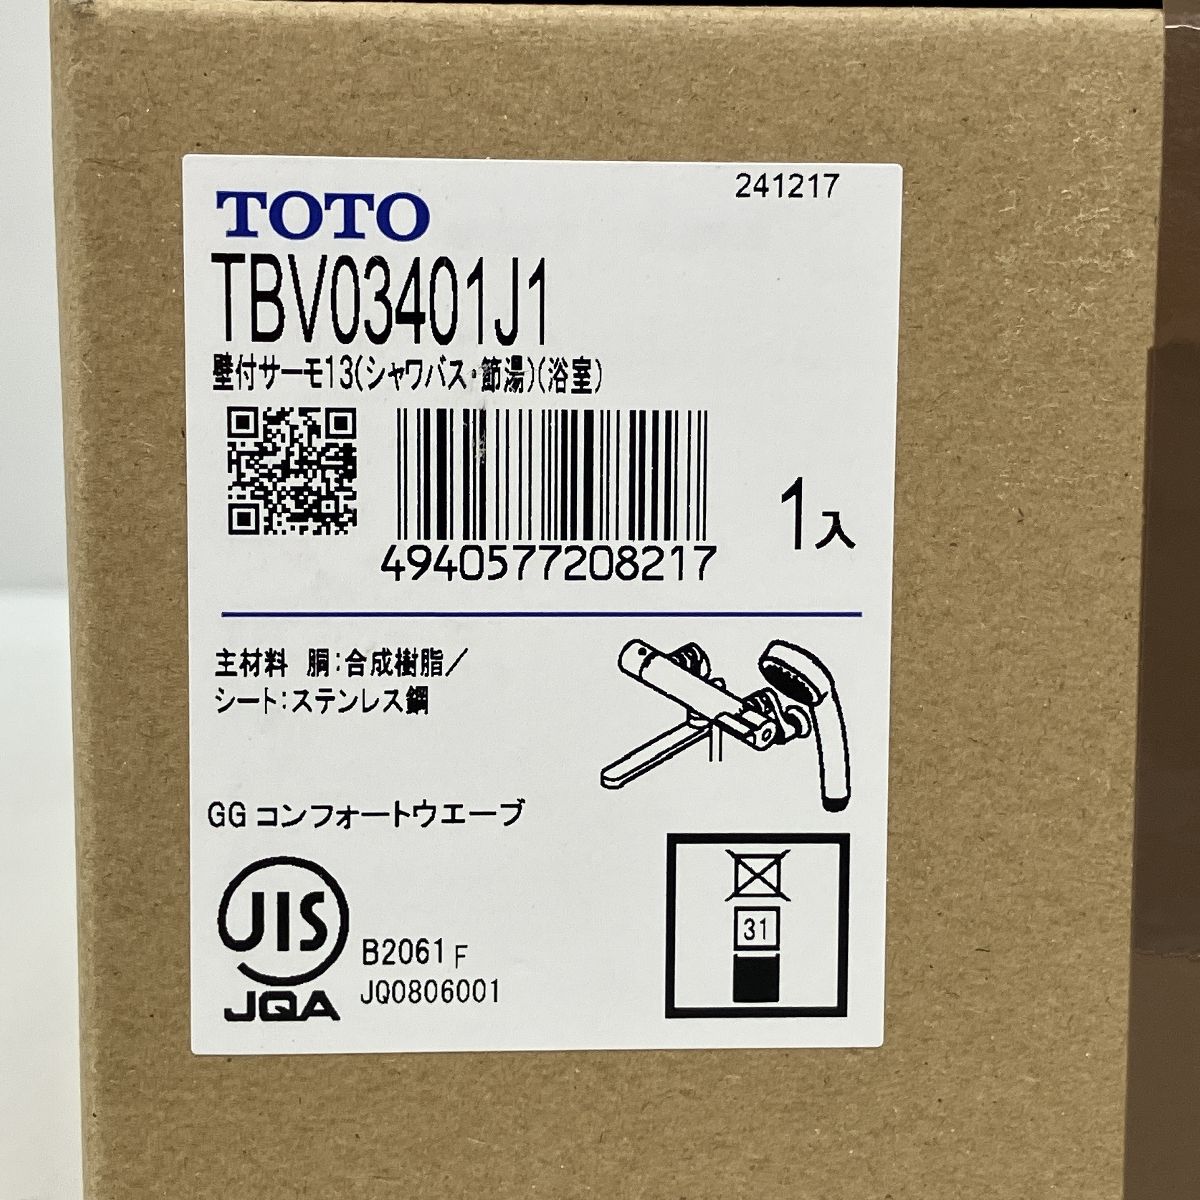 241217
TOTO
TBV03401J1
壁付サーモ13(シャワバス・節湯)(浴室)
4940577208217
1入
主材料 胴:合成樹脂/
シート:ステンレス鋼
GG コンフォートウエーブ
JIS
JQA
B2061 F
JQ0806001
31